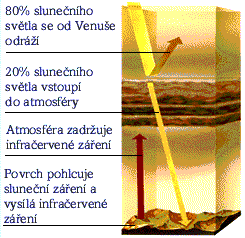 80% slunečního
světla se od Venuše
odráží
20% slunečního
světla vstoupí
do atmosféry
Atmosféra zadržuje
infračervené záření
Povrch pohlcuje
sluneční záření a
vysílá infračervené
záření